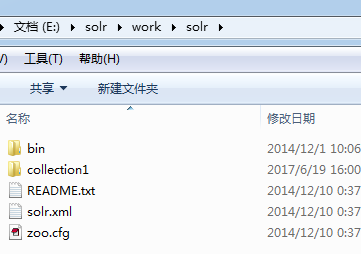 文档 (E:) ▸ solr ▸ work ▸ solr ▸
V) 工具(T) 帮助(H)
共享 新建文件夹
名称 修改日期
bin 2014/12/1 10:06
collection1 2017/6/19 16:00
README.txt 2014/12/10 0:37
solr.xml 2014/12/10 0:37
zoo.cfg 2014/12/10 0:37